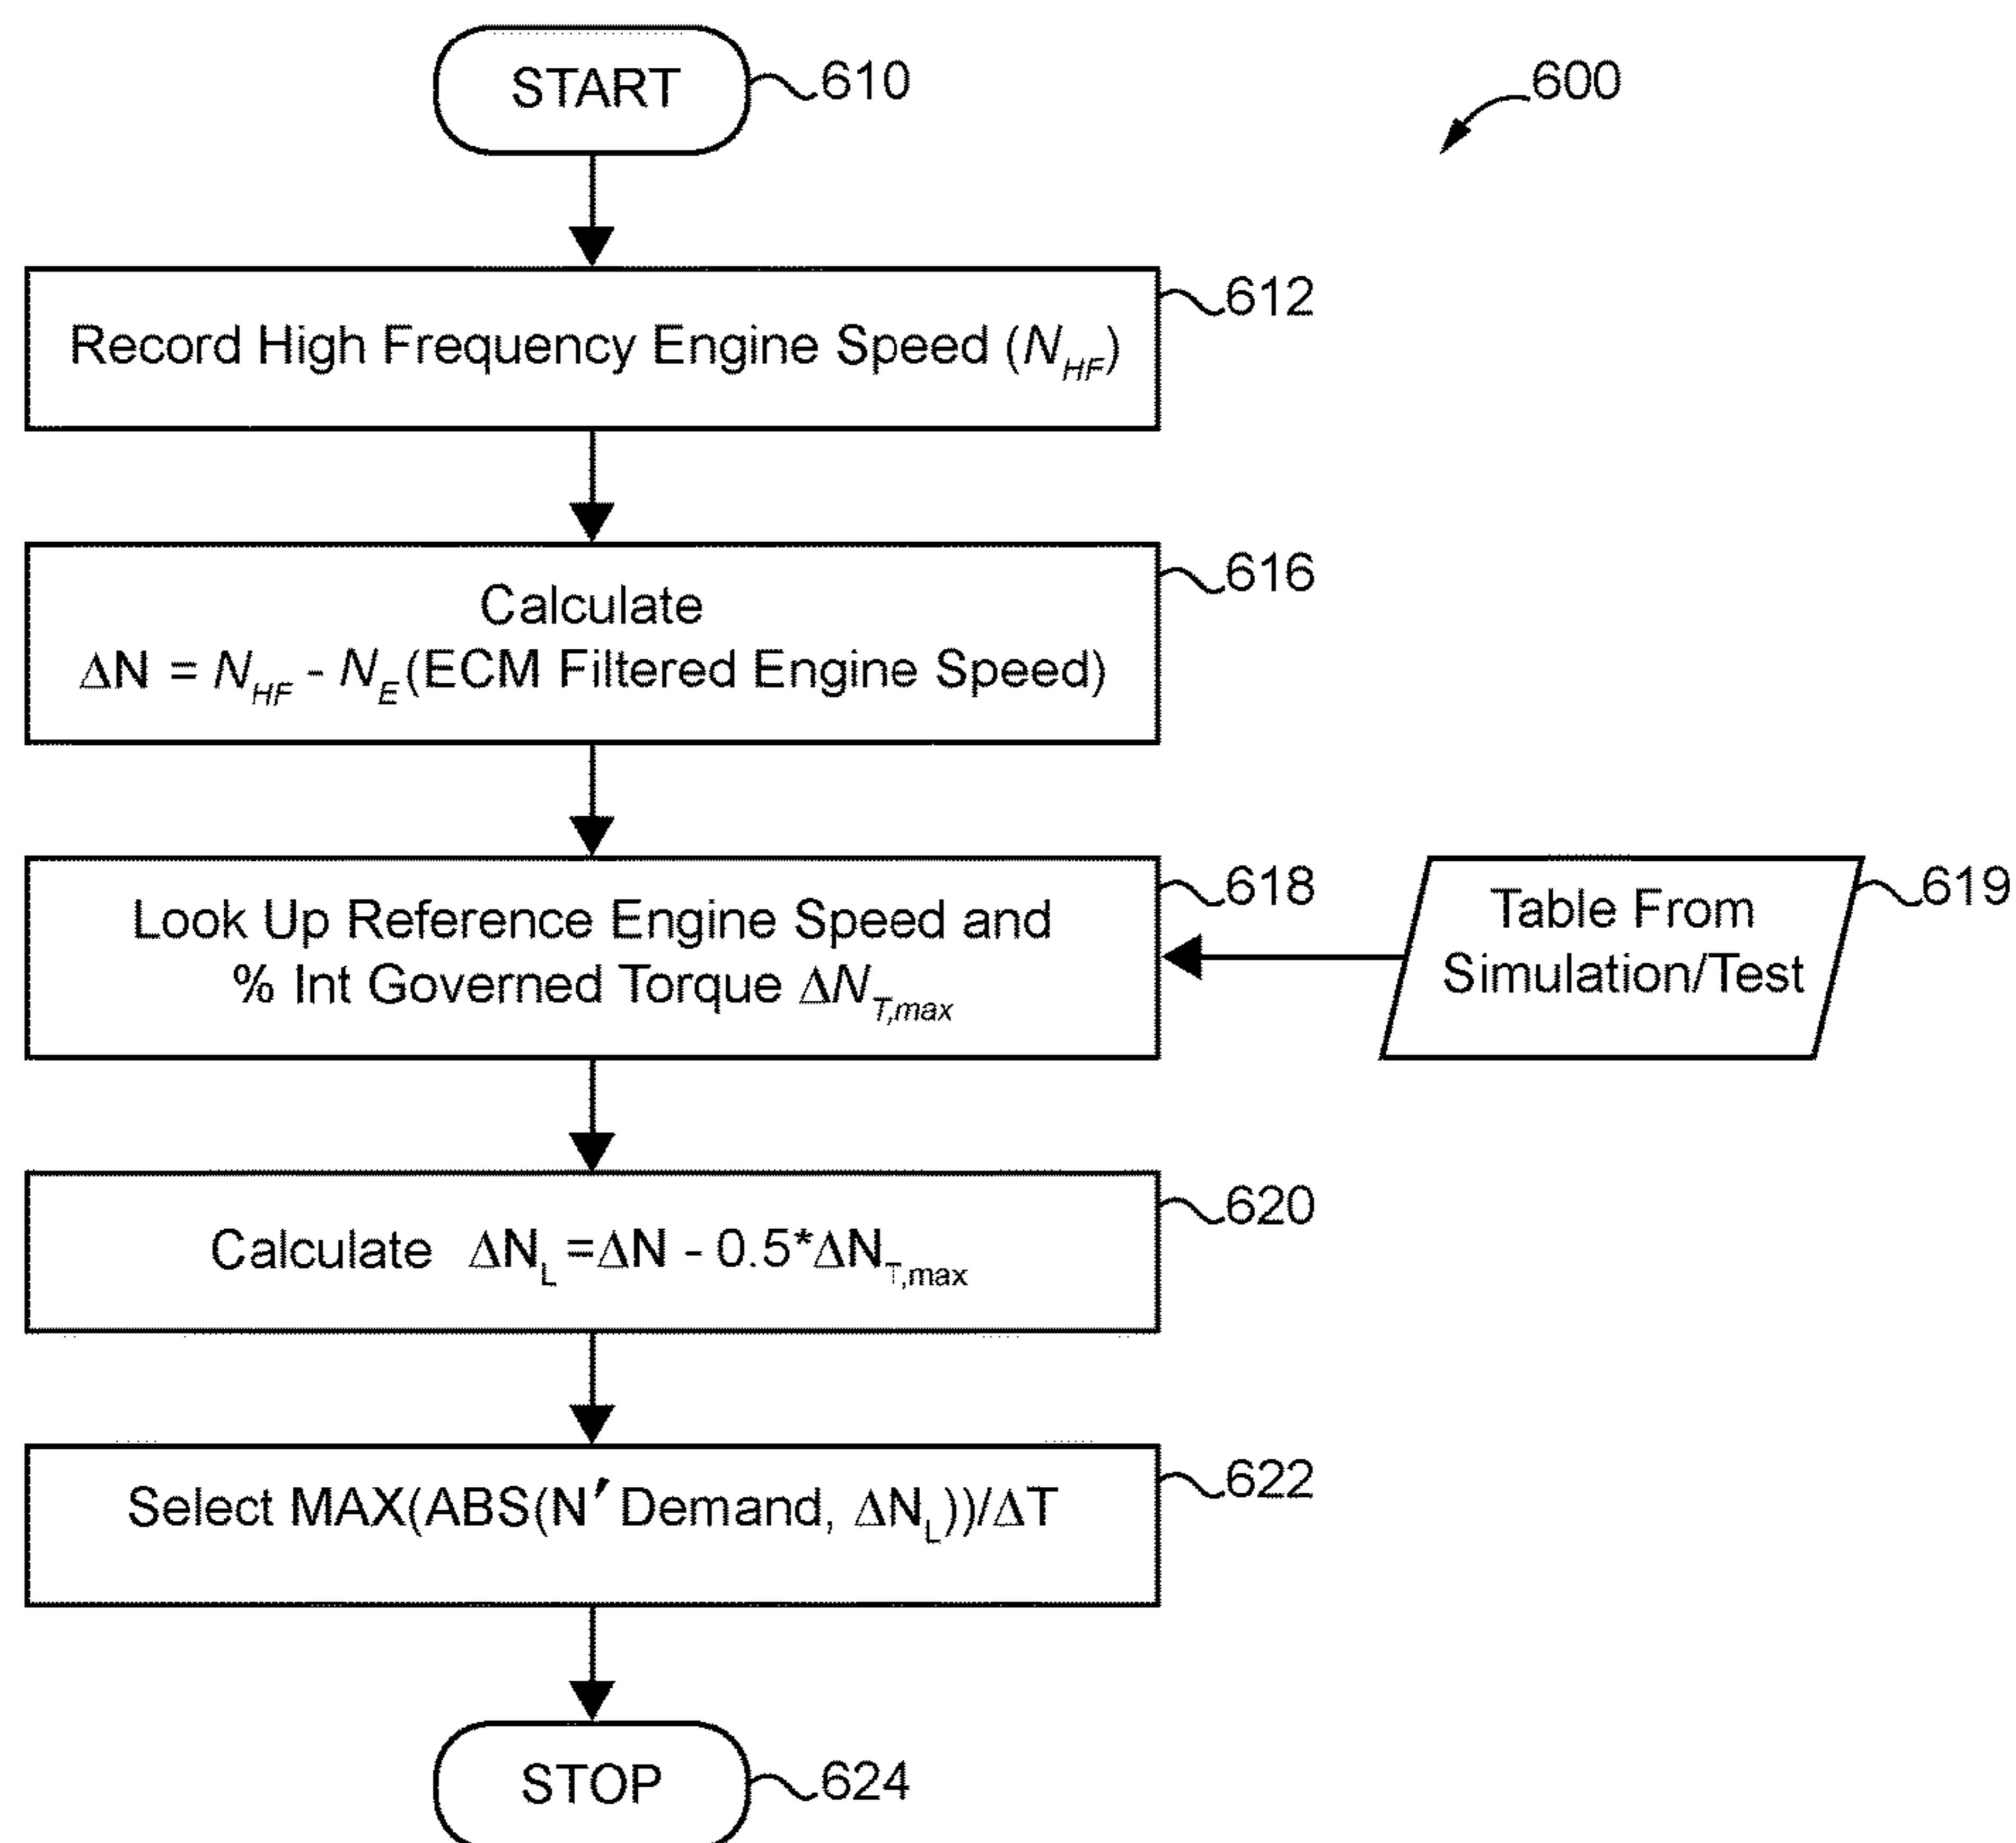 START
610
600
Record High Frequency Engine Speed (N_HF)
612
Calculate
ΔN = N_HF - N_E (ECM Filtered Engine Speed)
616
Look Up Reference Engine Speed and
% Int Governed Torque ΔN_T,max
618
Table From
Simulation/Test
619
Calculate ΔN_L =ΔN - 0.5*ΔN_T,max
620
Select MAX(ABS(N′ Demand, ΔN_L))/ΔT
622
STOP
624